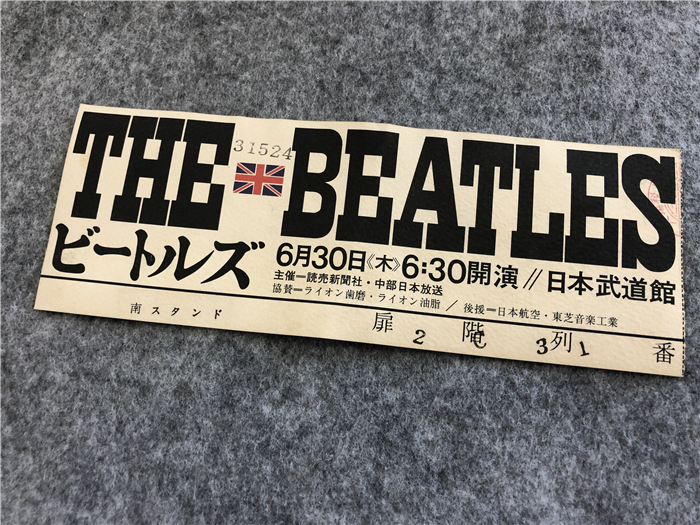 31524
THE BEATLES
ビートルズ
6月30日《木》6:30開演//日本武道館
主催ー読売新聞社・中部日本放送
協賛ーライオン歯磨・ライオン油脂/後援ー日本航空・東芝音楽工業
南スタンド 扉 2 階 3列1 番